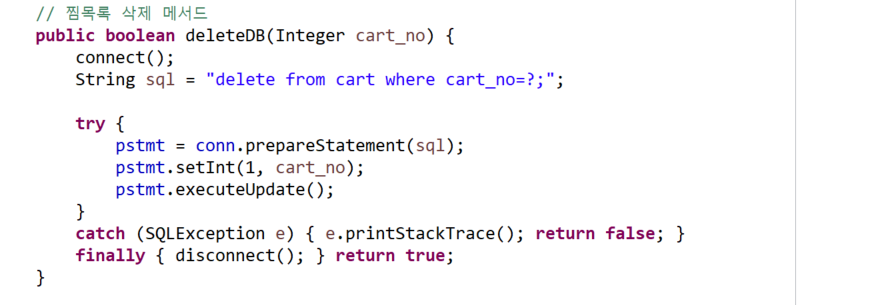 // 찜목록 삭제 메서드
public boolean deleteDB(Integer cart_no) {
connect();
String sql = "delete from cart where cart_no=?;";
try {
pstmt = conn.prepareStatement(sql);
pstmt.setInt(1, cart_no);
pstmt.executeUpdate();
}
catch (SQLException e) { e.printStackTrace(); return false; }
finally { disconnect(); } return true;
}